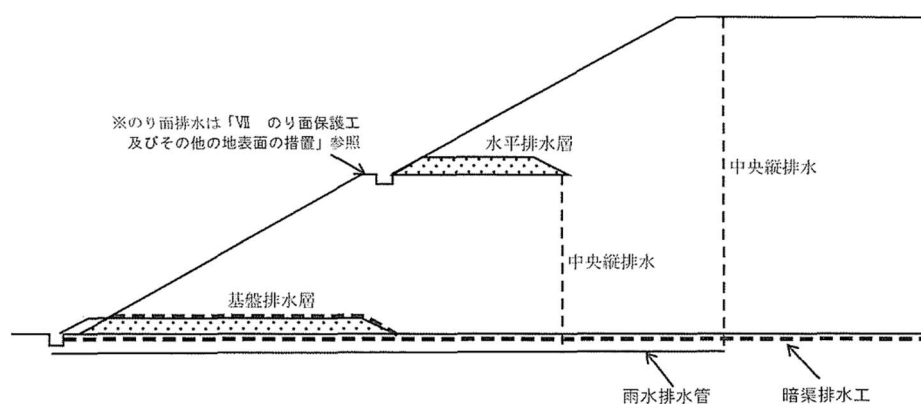 ※のり面排水は「Ⅶ　のり面保護工
及びその他の地表面の措置」参照
水平排水層
中央縦排水
中央縦排水
基盤排水層
雨水排水管
暗渠排水工